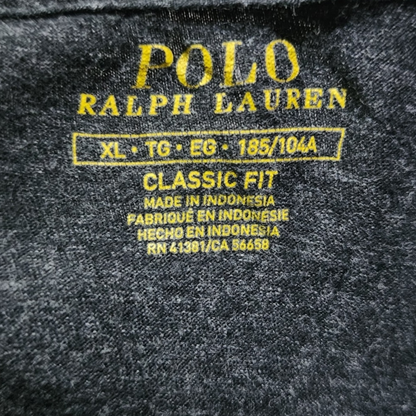 POLO
RALPH LAUREN
XL • TG • EG • 185/104A
CLASSIC FIT
MADE IN INDONESIA
FABRIQUÉ EN INDONÉSIE
HECHO EN INDONESIA
RN 41381/CA 56658